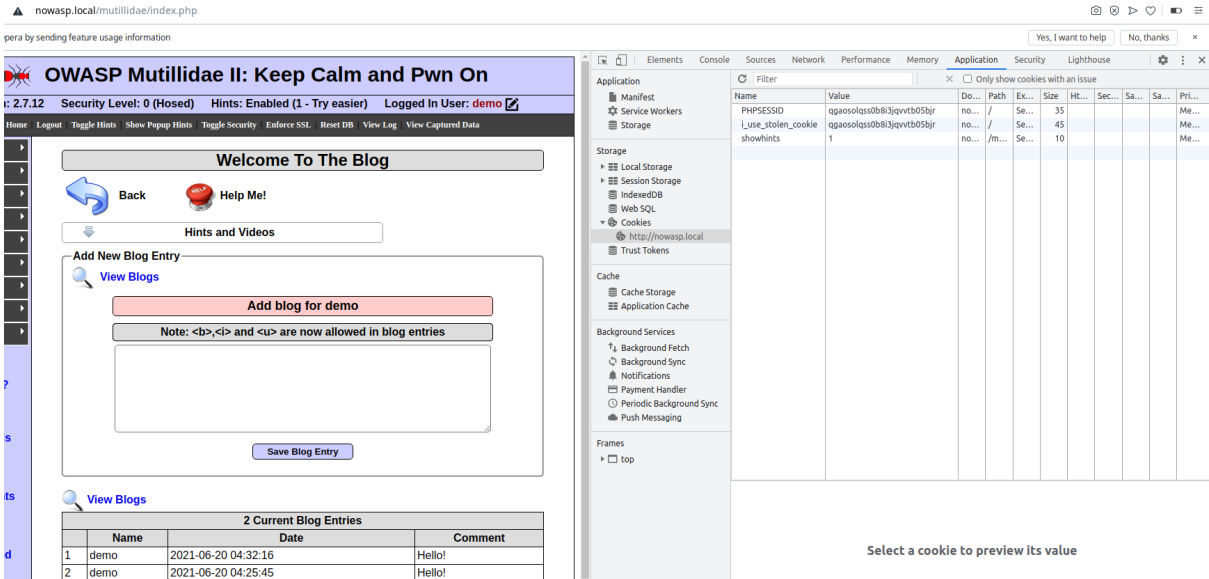 nowasp.local/mutillidae/index.php
pera by sending feature usage information
Yes, I want to help
No, thanks
OWASP Mutillidae II: Keep Calm and Pwn On
n: 2.7.12 Security Level: 0 (Hosed) Hints: Enabled (1 - Try easier) Logged In User: demo
Home | Logout | Toggle Hints | Show Popup Hints | Toggle Security | Enforce SSL | Reset DB | View Log | View Captured Data
Welcome To The Blog
Back
Help Me!
Hints and Videos
Add New Blog Entry
View Blogs
Add blog for demo
Note: <b>,<i> and <u> are now allowed in blog entries
Save Blog Entry
View Blogs
2 Current Blog Entries
Name Date Comment
1 demo 2021-06-20 04:32:16 Hello!
2 demo 2021-06-20 04:25:45 Hello!
?
s
ts
d
Elements Console Sources Network Performance Memory Application Security Lighthouse
Application
Manifest
Service Workers
Storage
Storage
Local Storage
Session Storage
IndexedDB
Web SQL
Cookies
http://nowasp.local
Trust Tokens
Cache
Cache Storage
Application Cache
Background Services
Background Fetch
Background Sync
Notifications
Payment Handler
Periodic Background Sync
Push Messaging
Frames
top
Filter
Only show cookies with an issue
Name Value Do... Path Ex... Size Ht... Sec... Sa... Sa... Pri...
PHPSESSID qgaosolqss0b8i3jqvvtb05bjr no... / Se... 35 Me...
i_use_stolen_cookie qgaosolqss0b8i3jqvvtb05bjr no... / Se... 45 Me...
showhints 1 no... /m... Se... 10 Me...
Select a cookie to preview its value